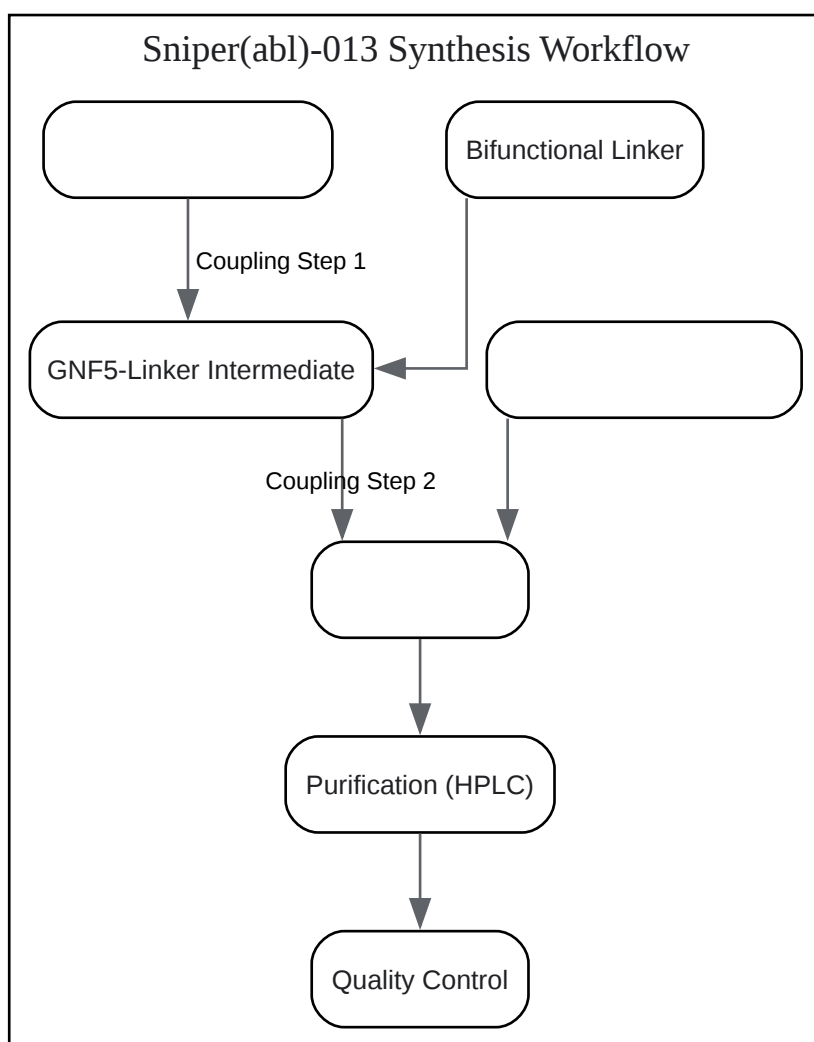 Sniper(abl)-013 Synthesis Workflow
Bifunctional Linker
Coupling Step 1
GNF5-Linker Intermediate
Coupling Step 2
Purification (HPLC)
Quality Control